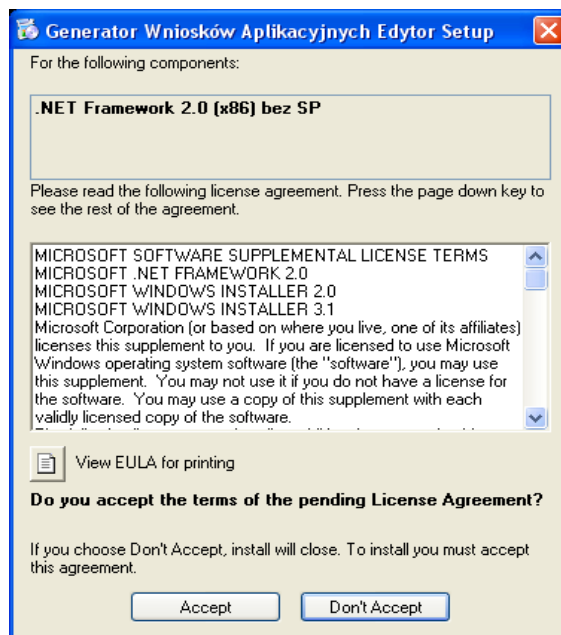 Generator Wniosków Aplikacyjnych Edytor Setup
For the following components:
.NET Framework 2.0 (x86) bez SP
Please read the following license agreement. Press the page down key to
see the rest of the agreement.
MICROSOFT SOFTWARE SUPPLEMENTAL LICENSE TERMS
MICROSOFT .NET FRAMEWORK 2.0
MICROSOFT WINDOWS INSTALLER 2.0
MICROSOFT WINDOWS INSTALLER 3.1
Microsoft Corporation (or based on where you live, one of its affiliates)
licenses this supplement to you.  If you are licensed to use Microsoft
Windows operating system software (the "software"), you may use
this supplement.  You may not use it if you do not have a license for
the software.  You may use a copy of this supplement with each
validly licensed copy of the software.
View EULA for printing
Do you accept the terms of the pending License Agreement?
If you choose Don't Accept, install will close. To install you must accept
this agreement.
Accept
Don't Accept